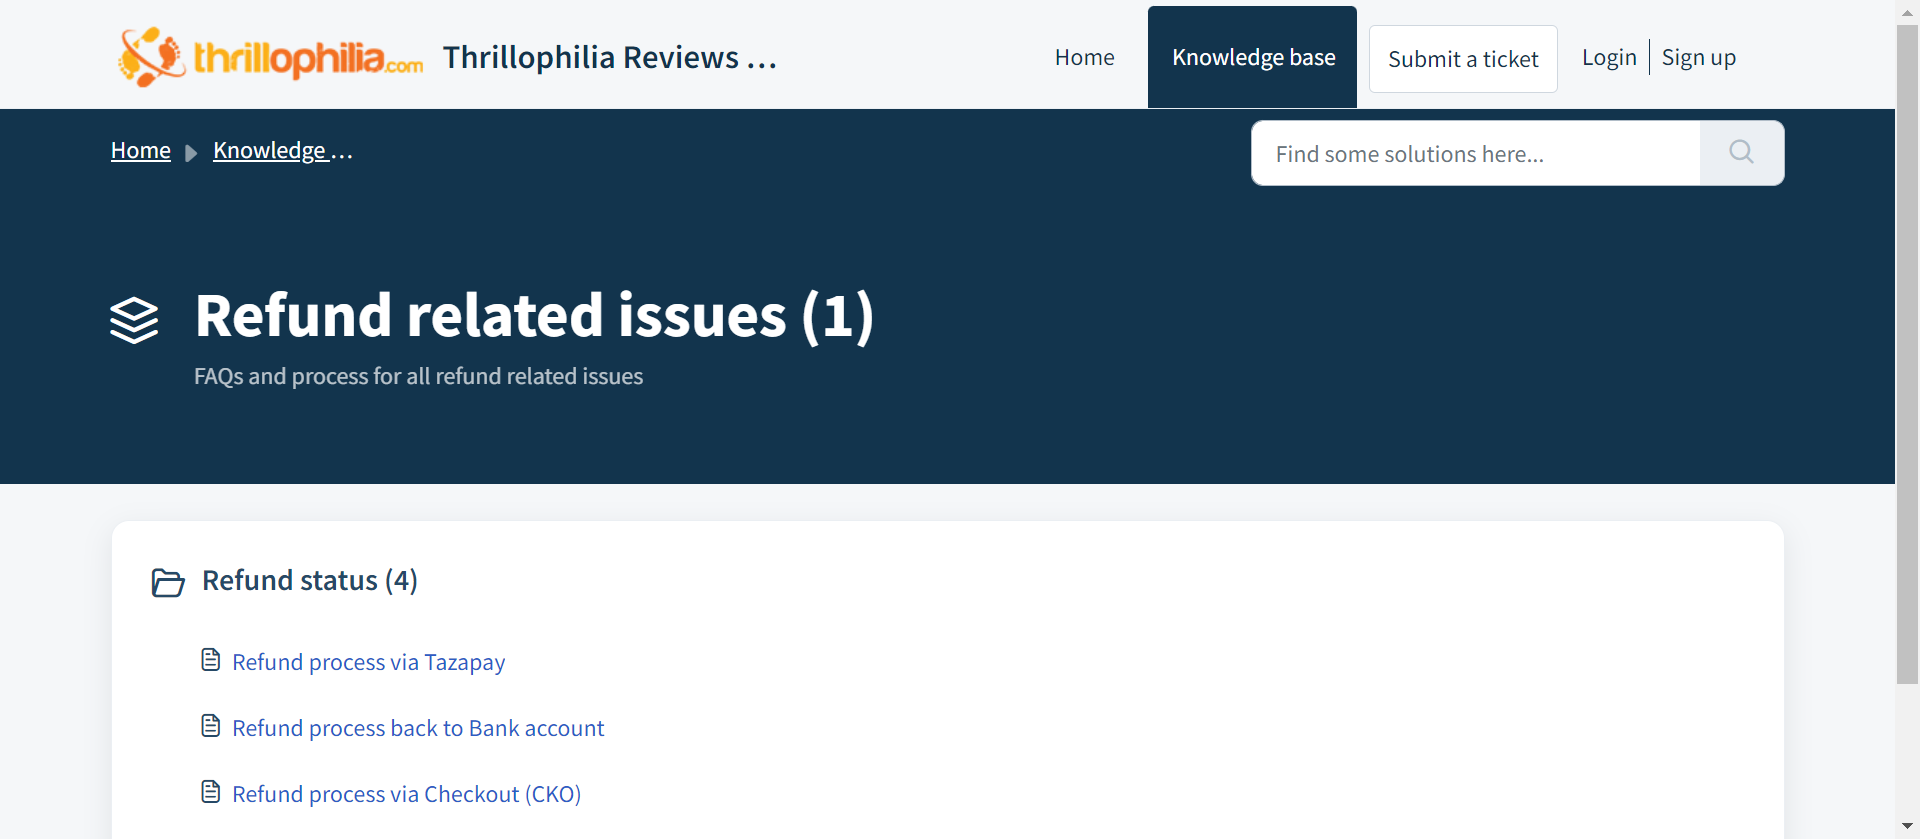 thrillophilia.com Thrillophilia Reviews ... Home Knowledge base Submit a ticket Login Sign up
Home Knowledge ... Find some solutions here...
Refund related issues (1)
FAQs and process for all refund related issues
Refund status (4)
Refund process via Tazapay
Refund process back to Bank account
Refund process via Checkout (CKO)